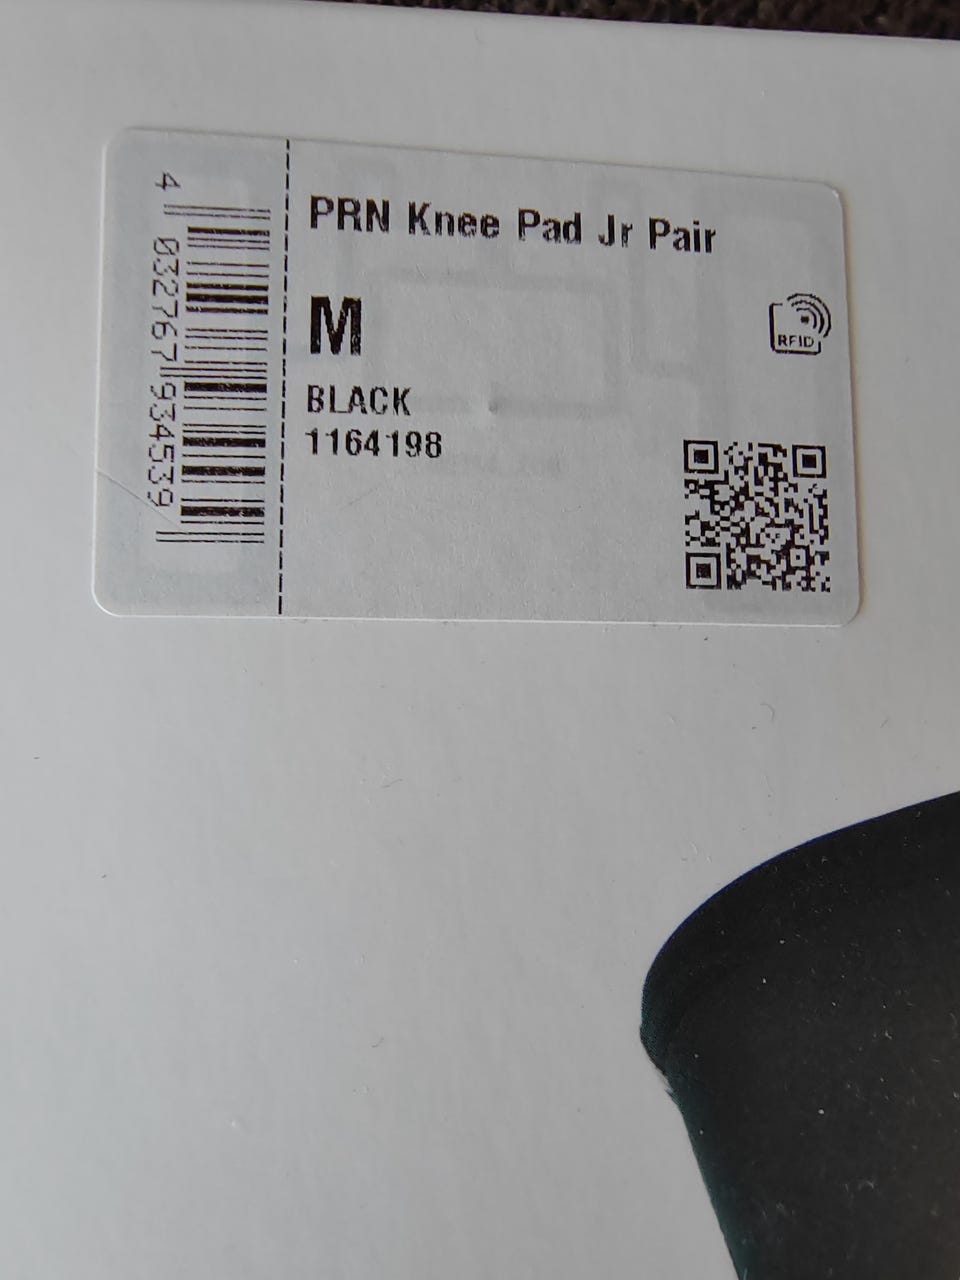 PRN Knee Pad Jr Pair
M
RFID
BLACK
1164198
4 032767 934539